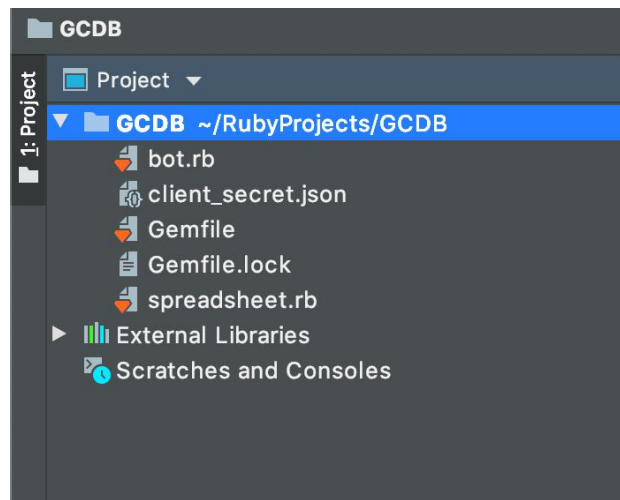 GCDB
1: Project
Project
GCDB ~/RubyProjects/GCDB
bot.rb
client_secret.json
Gemfile
Gemfile.lock
spreadsheet.rb
External Libraries
Scratches and Consoles